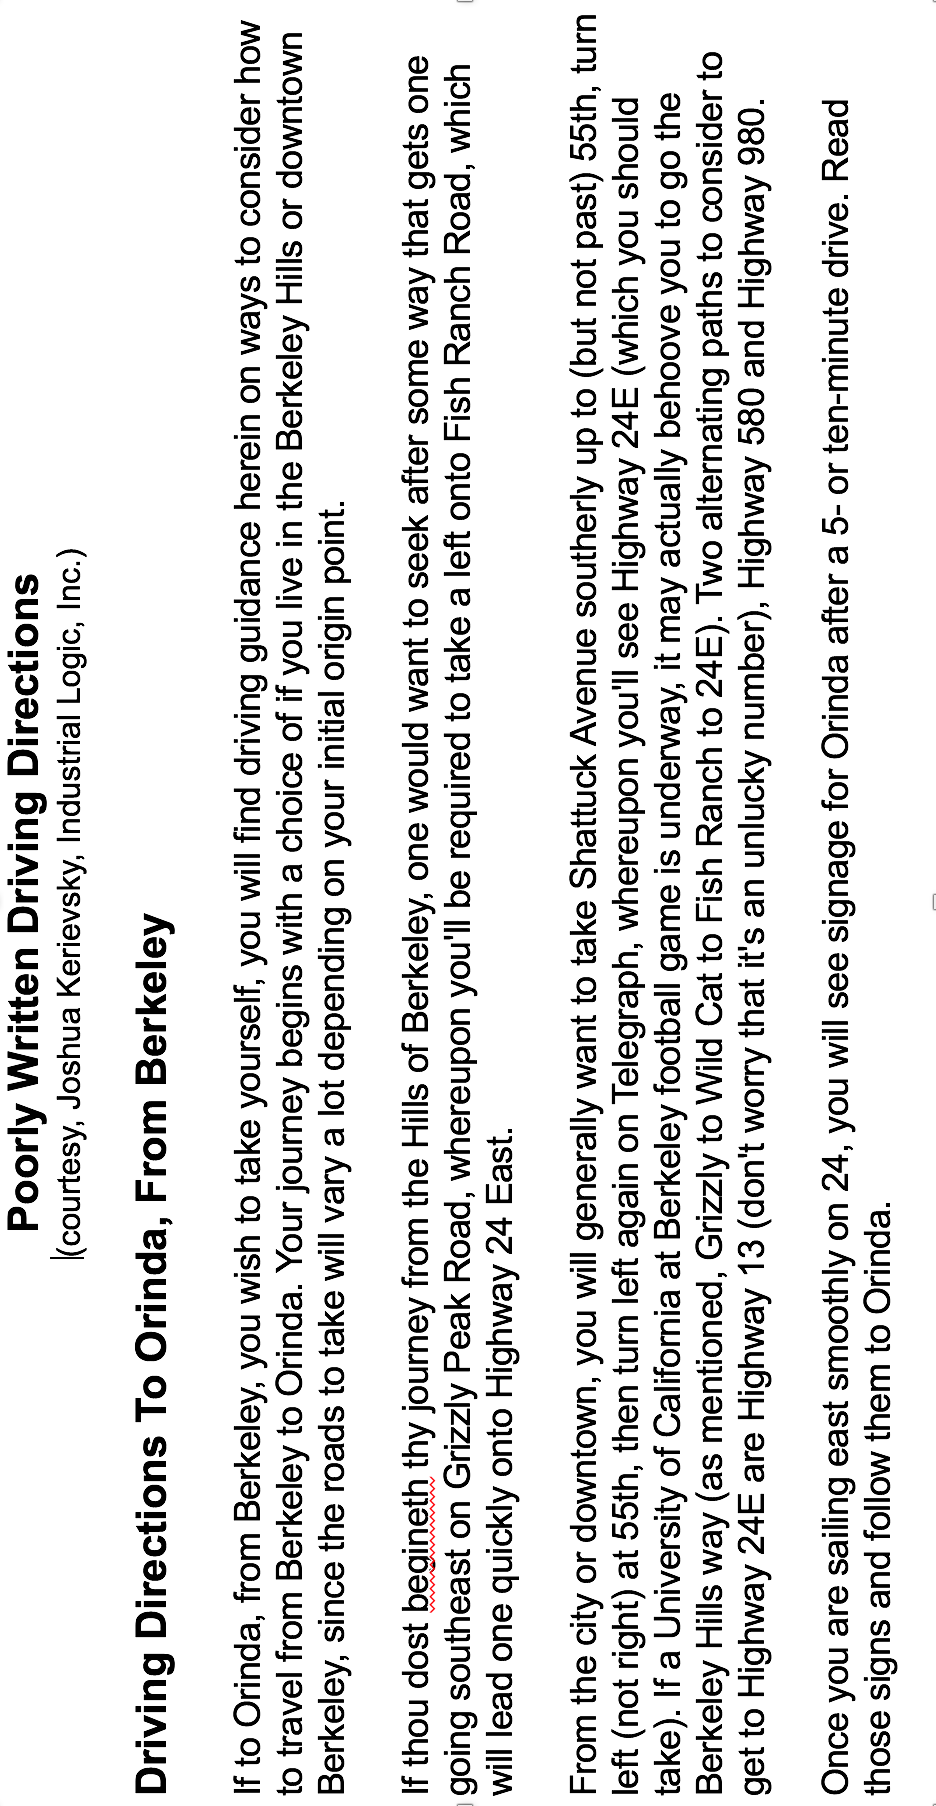 Poorly Written Driving Directions
(courtesy, Joshua Kerievsky, Industrial Logic, Inc.)
Driving Directions To Orinda, From Berkeley
If to Orinda, from Berkeley, you wish to take yourself, you will find driving guidance herein on ways to consider how
to travel from Berkeley to Orinda. Your journey begins with a choice of if you live in the Berkeley Hills or downtown
Berkeley, since the roads to take will vary a lot depending on your initial origin point.
If thou dost begineth thy journey from the Hills of Berkeley, one would want to seek after some way that gets one
going southeast on Grizzly Peak Road, whereupon you'll be required to take a left onto Fish Ranch Road, which
will lead one quickly onto Highway 24 East.
From the city or downtown, you will generally want to take Shattuck Avenue southerly up to (but not past) 55th, turn
left (not right) at 55th, then turn left again on Telegraph, whereupon you'll see Highway 24E (which you should
take). If a University of California at Berkeley football game is underway, it may actually behoove you to go the
Berkeley Hills way (as mentioned, Grizzly to Wild Cat to Fish Ranch to 24E). Two alternating paths to consider to
get to Highway 24E are Highway 13 (don't worry that it's an unlucky number), Highway 580 and Highway 980.
Once you are sailing east smoothly on 24, you will see signage for Orinda after a 5- or ten-minute drive. Read
those signs and follow them to Orinda.